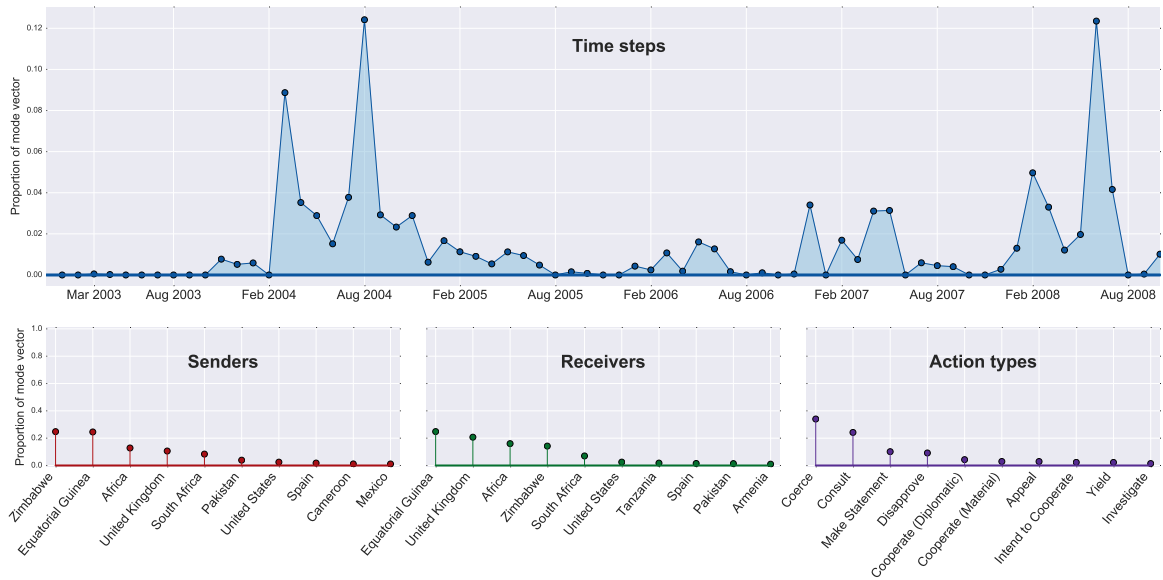 Time steps
Proportion of mode vector
0.12
0.10
0.08
0.06
0.04
0.02
0.00
Mar 2003 Aug 2003 Feb 2004 Aug 2004 Feb 2005 Aug 2005 Feb 2006 Aug 2006 Feb 2007 Aug 2007 Feb 2008 Aug 2008
Proportion of mode vector
1.0
0.8
0.6
0.4
0.2
0.0
Senders
Zimbabwe
Equatorial Guinea
Africa
United Kingdom
South Africa
Pakistan
United States
Spain
Cameroon
Mexico
Receivers
Equatorial Guinea
United Kingdom
Africa
Zimbabwe
South Africa
United States
Tanzania
Spain
Pakistan
Armenia
Action types
Coerce
Consult
Make Statement
Disapprove
Cooperate (Diplomatic)
Cooperate (Material)
Appeal
Intend to Cooperate
Yield
Investigate